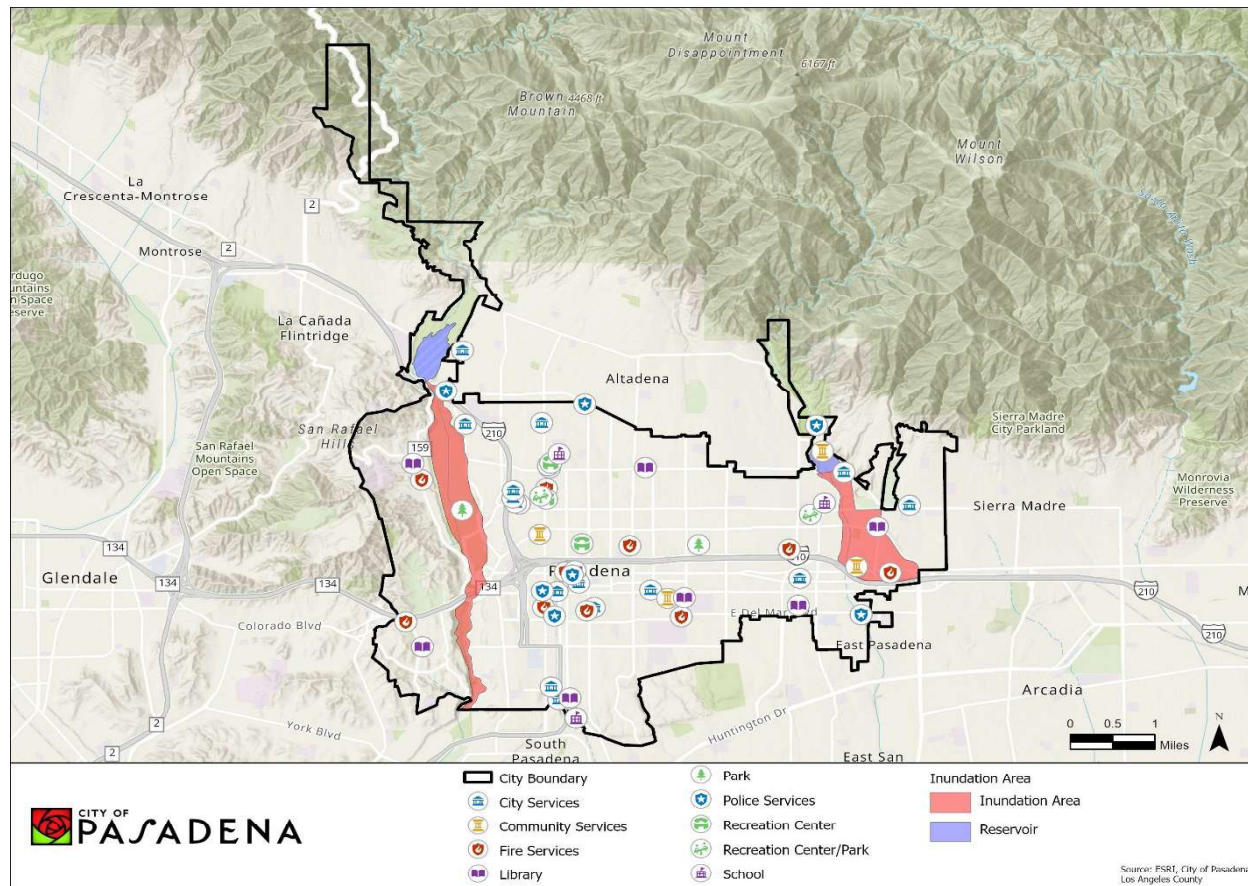 Mount
Disappointment
6167 ft
Brown
Mountain
4468 ft
Mount
Wilson
La
Crescenta-Montrose
2
Montrose
2
La Cañada
Flintridge
Altadena
San Rafael
Hills
159
210
San Rafael
Mountains
Open Space
Sierra Madre
City Parkland
Monrovia
Wilderness
Preserve
Sierra Madre
134
134
Glendale
134
Pasadena
210
210
210
Colorado Blvd
E Del Mar Blvd
East Pasadena
2
Arcadia
York Blvd
Huntington Dr
2
South
Pasadena
East San
0 0.5 1
Miles
N
CITY OF
PASADENA
City Boundary
City Services
Community Services
Fire Services
Library
Park
Police Services
Recreation Center
Recreation Center/Park
School
Inundation Area
Inundation Area
Reservoir
Source: ESRI, City of Pasadena
Los Angeles County